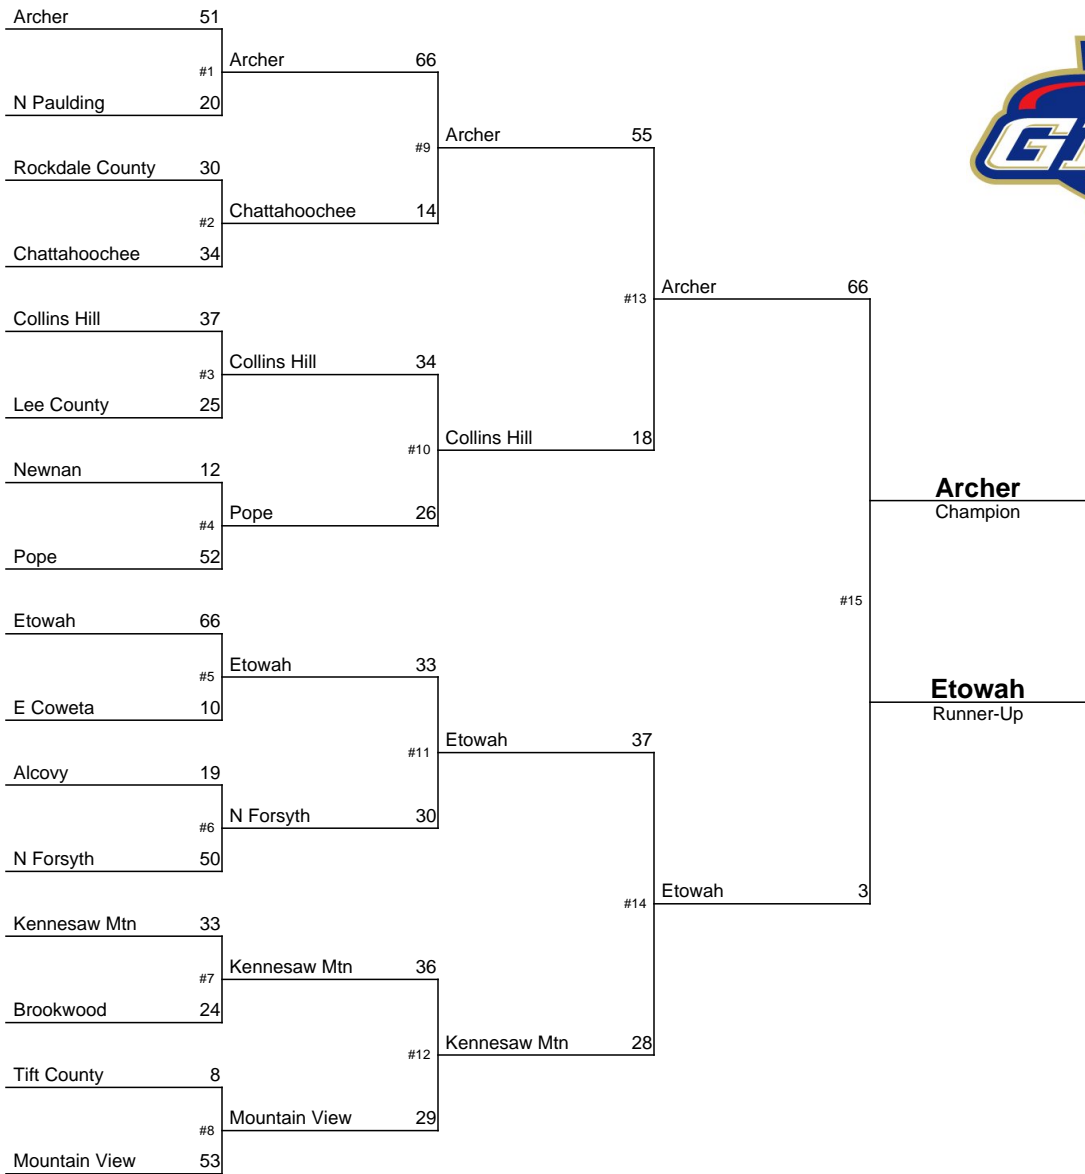 Archer 51
#1
N Paulding 20
Archer 66
Rockdale County 30
#2
Chattahoochee 34
#9
Chattahoochee 14
Archer 55
Collins Hill 37
#3
Lee County 25
Collins Hill 34
Newnan 12
#4
Pope 52
#10
Pope 26
Collins Hill 18
#13
Archer 66
Etowah 66
#5
E Coweta 10
Etowah 33
Alcovy 19
#6
N Forsyth 50
#11
N Forsyth 30
Etowah 37
Kennesaw Mtn 33
#7
Brookwood 24
Kennesaw Mtn 36
Tift County 8
#8
Mountain View 53
#12
Mountain View 29
Kennesaw Mtn 28
#14
Etowah 3
#15
Archer
Champion
Etowah
Runner-Up